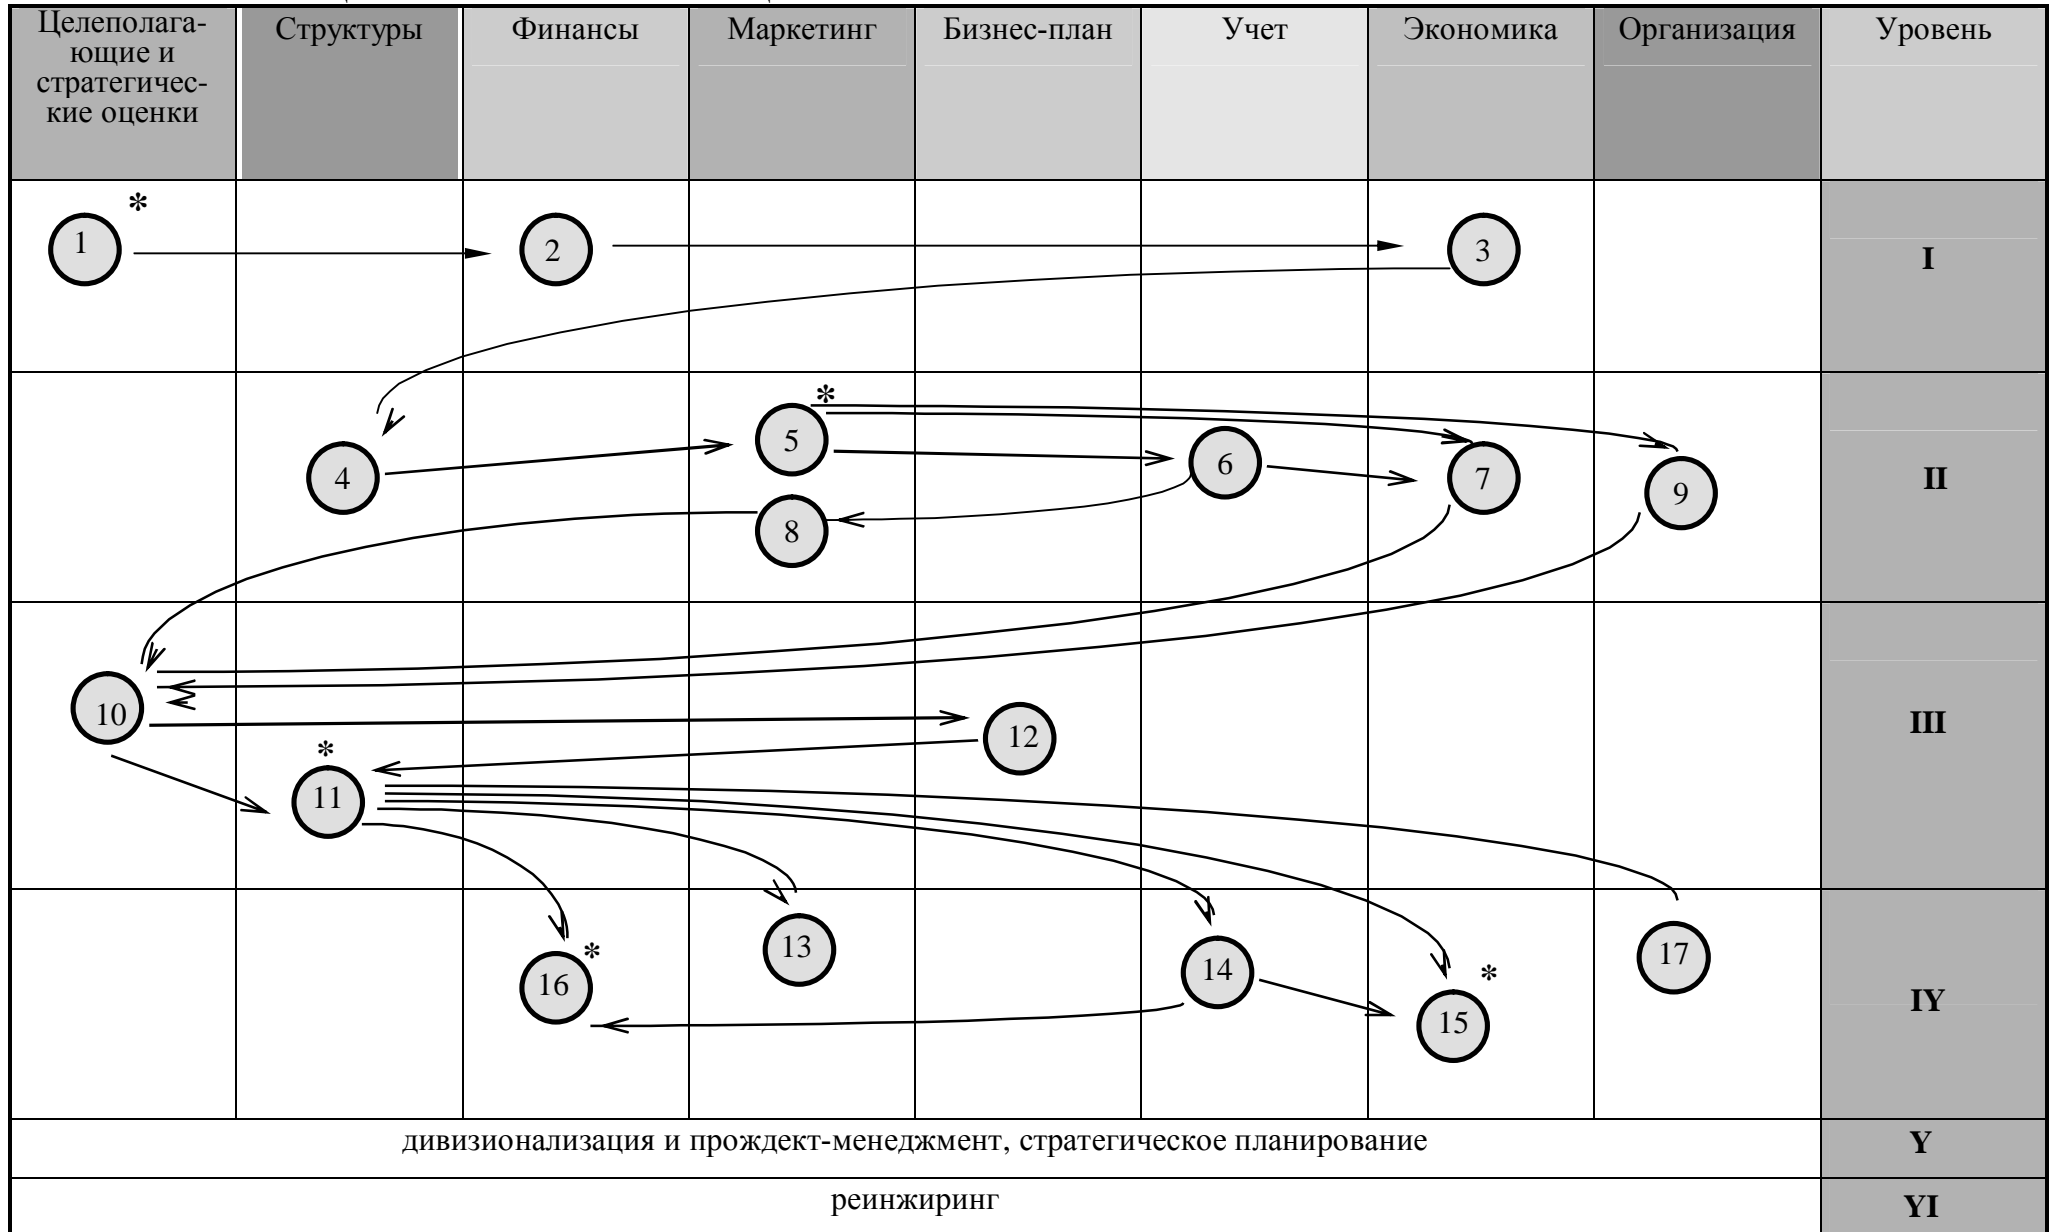 Целеполага-
ющие и
стратегичес-
кие оценки
Структуры
Финансы
Маркетинг
Бизнес-план
Учет
Экономика
Организация
Уровень
*
1
2
3
I
*
4
5
6
7
8
9
II
10
12
*
11
III
13
*
16
14
*
15
17
IY
дивизионализация и прождект-менеджмент, стратегическое планирование
Y
реинжиринг
YI